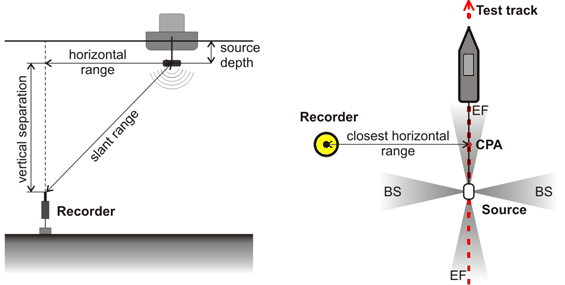 horizontal
range
source
depth
vertical separation
slant range
Recorder
Test track
EF
Recorder
closest horizontal
range
CPA
BS
BS
Source
EF